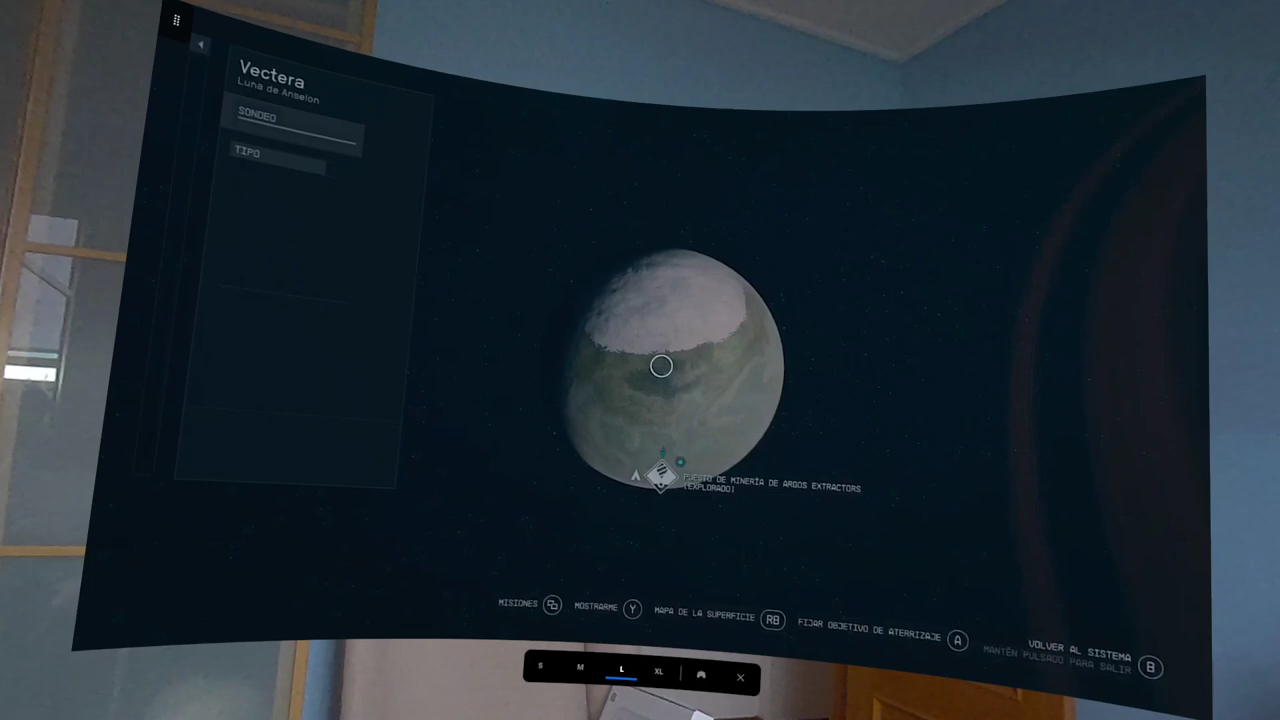 Vectera
Luna de Anselon
SONDEO
TIPO
PUESTO DE MINERÍA DE ARGOS EXTRACTORS
[EXPLORADO]
MISIONES
MOSTRARME Y
MAPA DE LA SUPERFICIE RB
FIJAR OBJETIVO DE ATERRIZAJE A
VOLVER AL SISTEMA B
MANTÉN PULSADO PARA SALIR
S M L XL